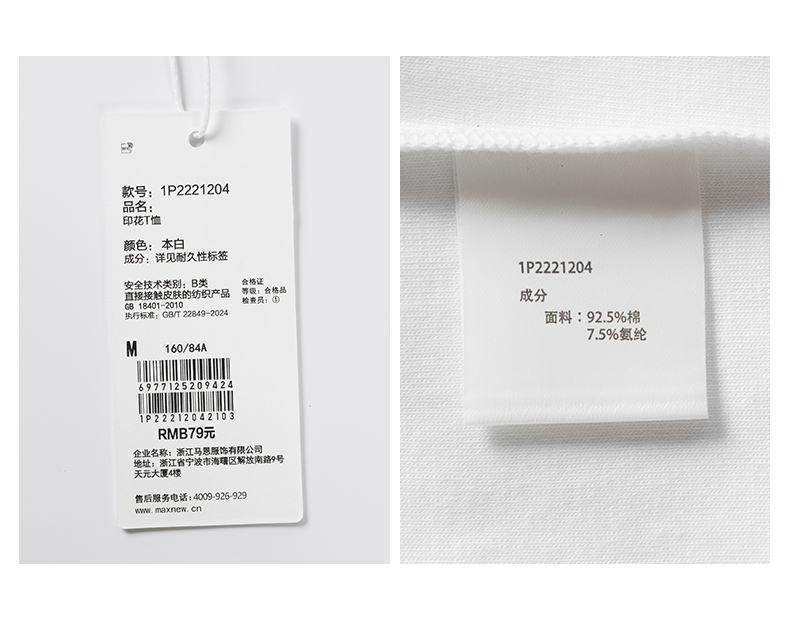 款号：1P2221204
品名：
印花T恤
颜色：本白
成分：详见耐久性标签
安全技术类别：B类
直接接触皮肤的纺织产品
GB 18401-2010
执行标准：GB/T 22849-2024
合格证
等级：合格品
检查员：①
M 160/84A
6977125209424
1P22212042103
RMB79元
企业名称：浙江马恩服饰有限公司
地址：浙江省宁波市海曙区解放南路9号
天元大厦4楼
售后服务电话：4009-926-929
www.maxnew.cn
1P2221204
成分
面料：92.5%棉
7.5%氨纶